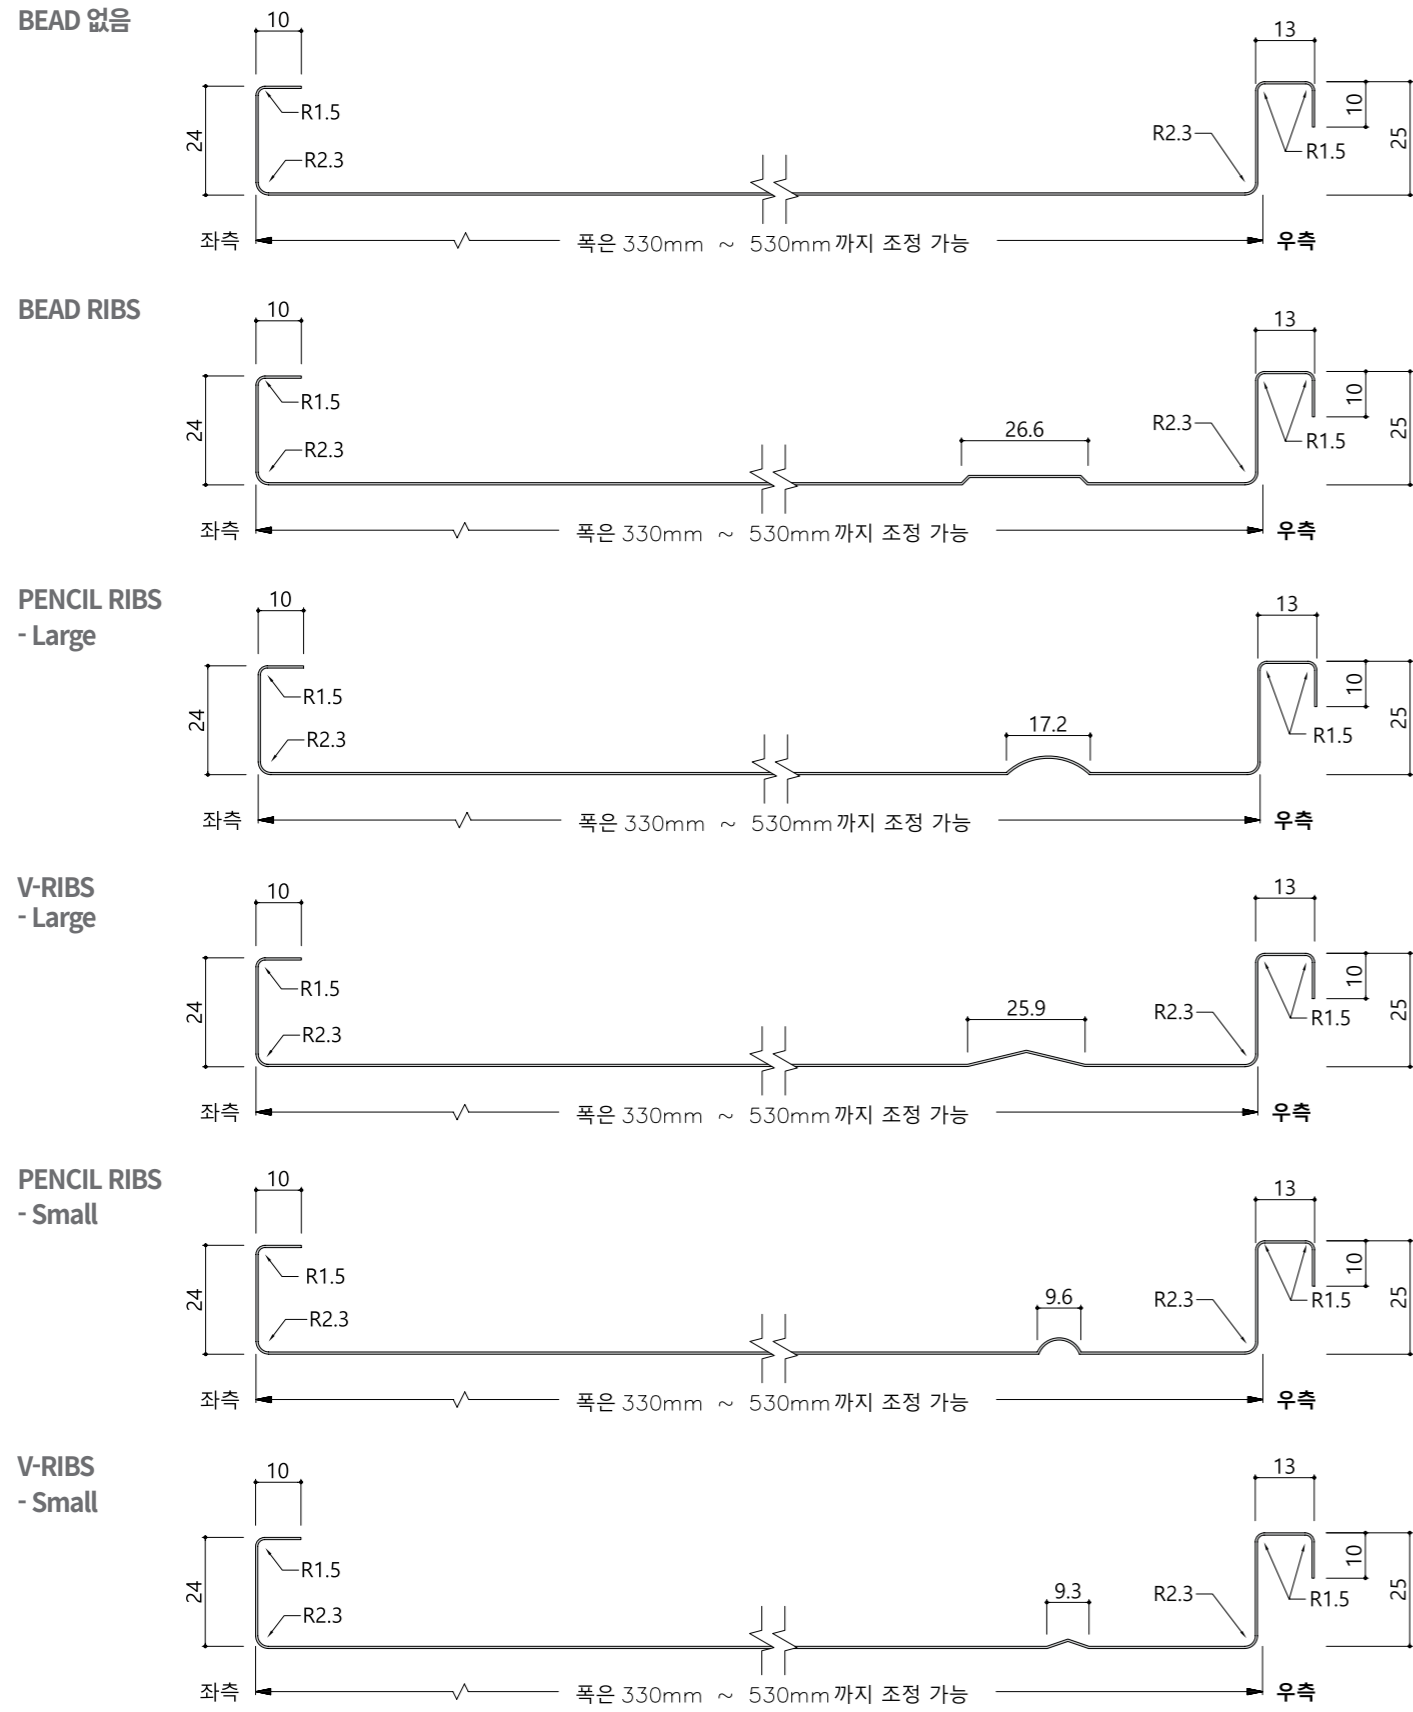 BEAD 없음
10
13
24
R1.5
R2.3
R2.3
R1.5
10
25
좌측
폭은 330mm ~ 530mm까지 조정 가능
우측
BEAD RIBS
10
13
24
R1.5
R2.3
26.6
R2.3
R1.5
10
25
좌측
폭은 330mm ~ 530mm까지 조정 가능
우측
PENCIL RIBS
- Large
10
13
24
R1.5
R2.3
17.2
R1.5
10
25
좌측
폭은 330mm ~ 530mm까지 조정 가능
우측
V-RIBS
- Large
10
13
24
R1.5
R2.3
25.9
R2.3
R1.5
10
25
좌측
폭은 330mm ~ 530mm까지 조정 가능
우측
PENCIL RIBS
- Small
10
13
24
R1.5
R2.3
9.6
R2.3
R1.5
10
25
좌측
폭은 330mm ~ 530mm까지 조정 가능
우측
V-RIBS
- Small
10
13
24
R1.5
R2.3
9.3
R2.3
R1.5
10
25
좌측
폭은 330mm ~ 530mm까지 조정 가능
우측